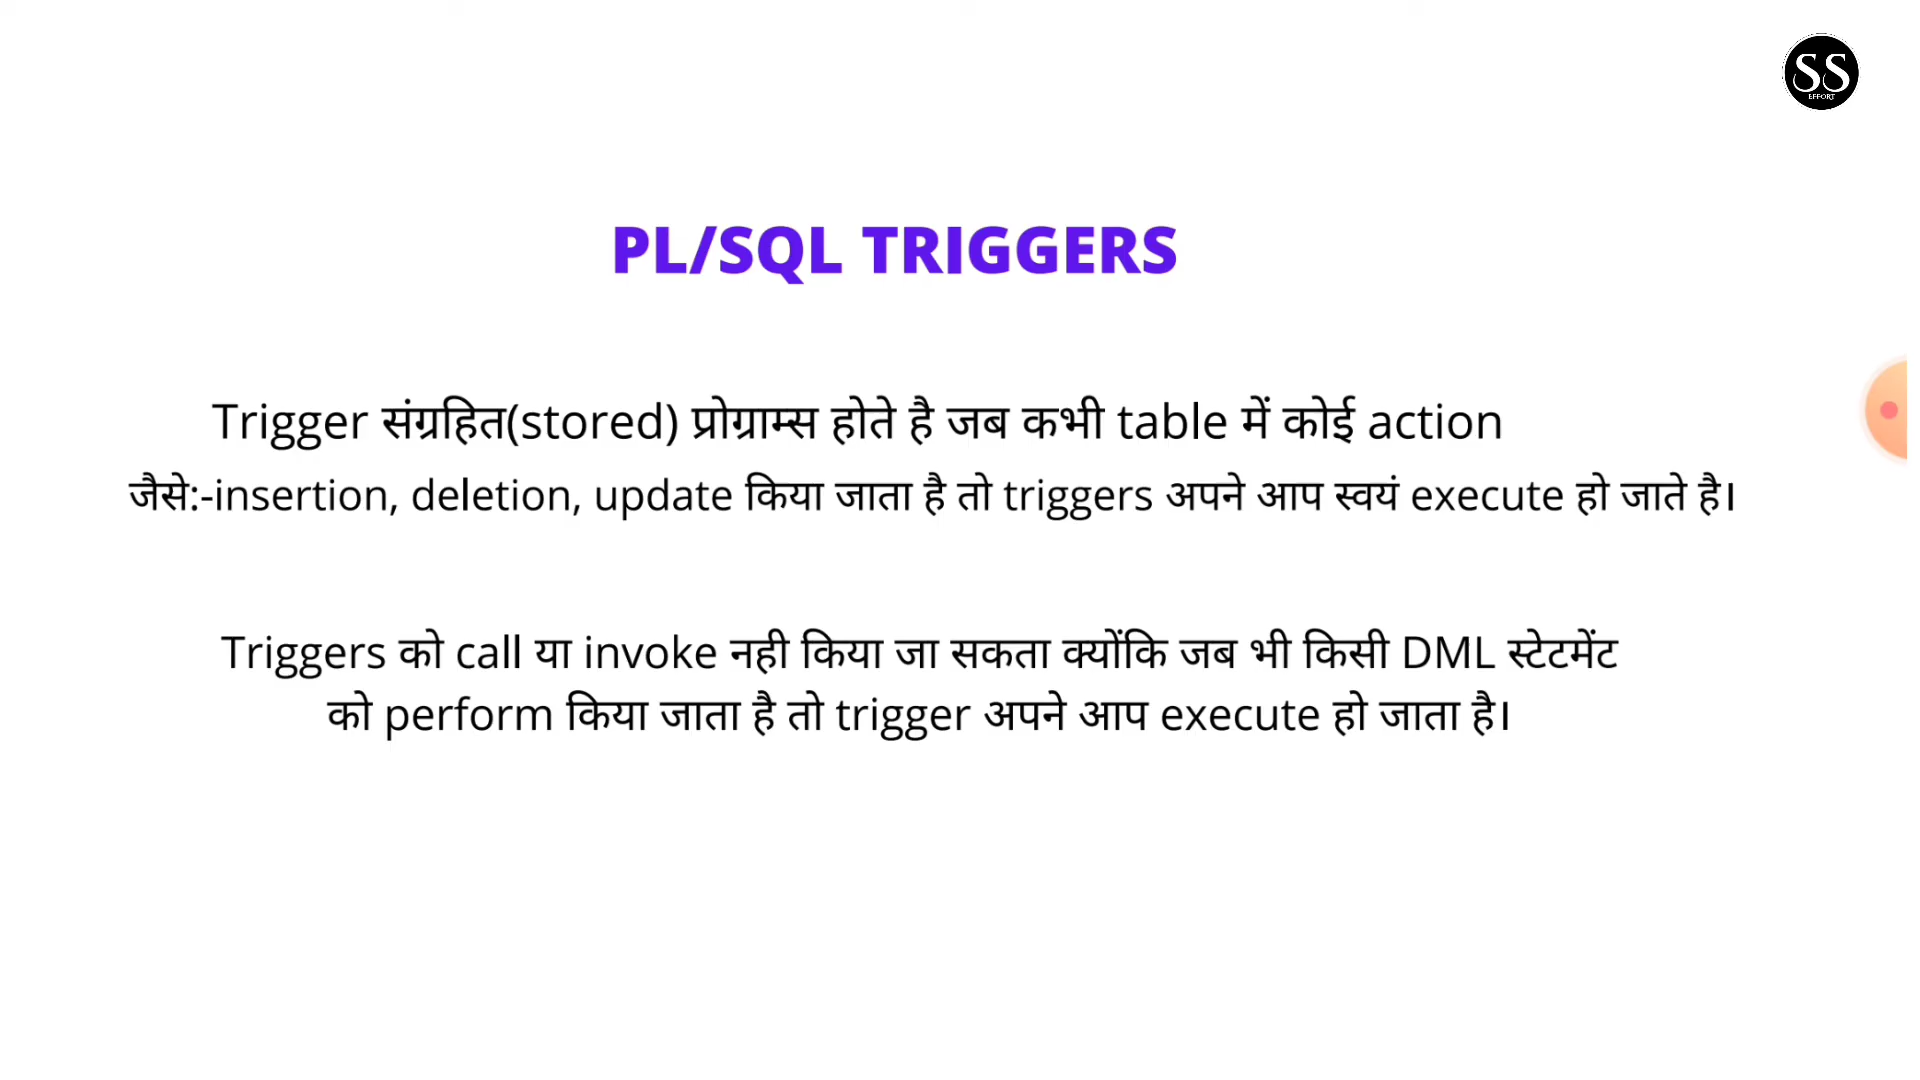 SS
EFFORT
PL/SQL TRIGGERS
Trigger संग्रहित(stored) प्रोग्राम्स होते है जब कभी table में कोई action
जैसे:-insertion, deletion, update किया जाता है तो triggers अपने आप स्वयं execute हो जाते है।
Triggers को call या invoke नही किया जा सकता क्योंकि जब भी किसी DML स्टेटमेंट
को perform किया जाता है तो trigger अपने आप execute हो जाता है।